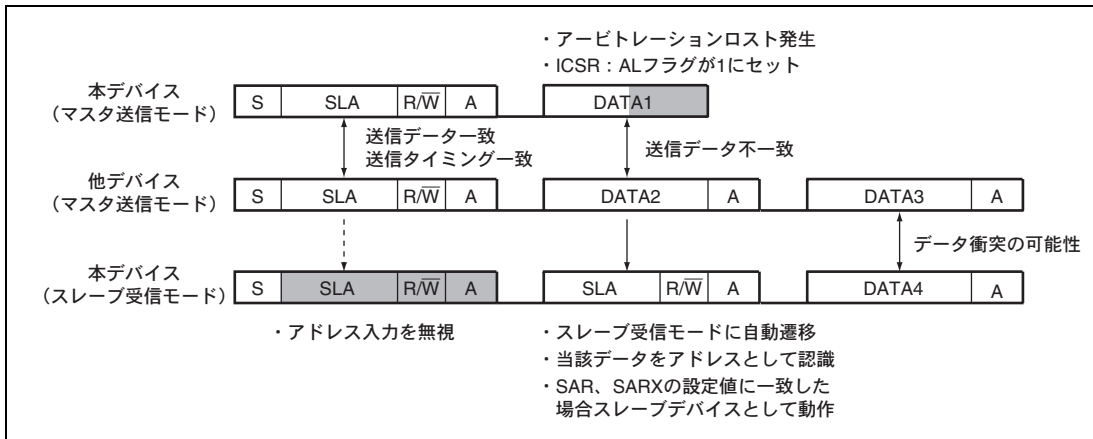 ・アービトレーションロスト発生
・ICSR：ALフラグが1にセット
本デバイス
（マスタ送信モード）
S SLA R/W̅ A DATA1
送信データ一致
送信タイミング一致
送信データ不一致
他デバイス
（マスタ送信モード）
S SLA R/W̅ A DATA2 A DATA3 A
データ衝突の可能性
本デバイス
（スレーブ受信モード）
S SLA R/W̅ A SLA R/W̅ A DATA4 A
・アドレス入力を無視
・スレーブ受信モードに自動遷移
・当該データをアドレスとして認識
・SAR、SARXの設定値に一致した
場合スレーブデバイスとして動作